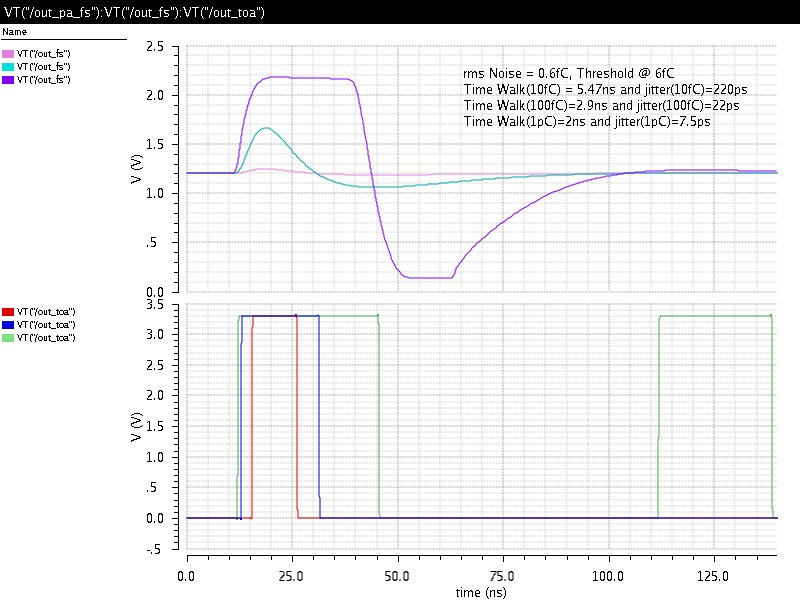 VT("/out_pa_fs"):VT("/out_fs"):VT("/out_toa")
Name
VT("/out_fs")
VT("/out_fs")
VT("/out_fs")
2.5
2.0
1.5
1.0
.5
0.0
V (V)
rms Noise = 0.6fC, Threshold @ 6fC
Time Walk(10fC) = 5.47ns and jitter(10fC)=220ps
Time Walk(100fC)=2.9ns and jitter(100fC)=22ps
Time Walk(1pC)=2ns and jitter(1pC)=7.5ps
VT("/out_toa")
VT("/out_toa")
VT("/out_toa")
3.5
3.0
2.5
2.0
1.5
1.0
.5
0.0
-.5
V (V)
0.0 25.0 50.0 75.0 100.0 125.0
time (ns)